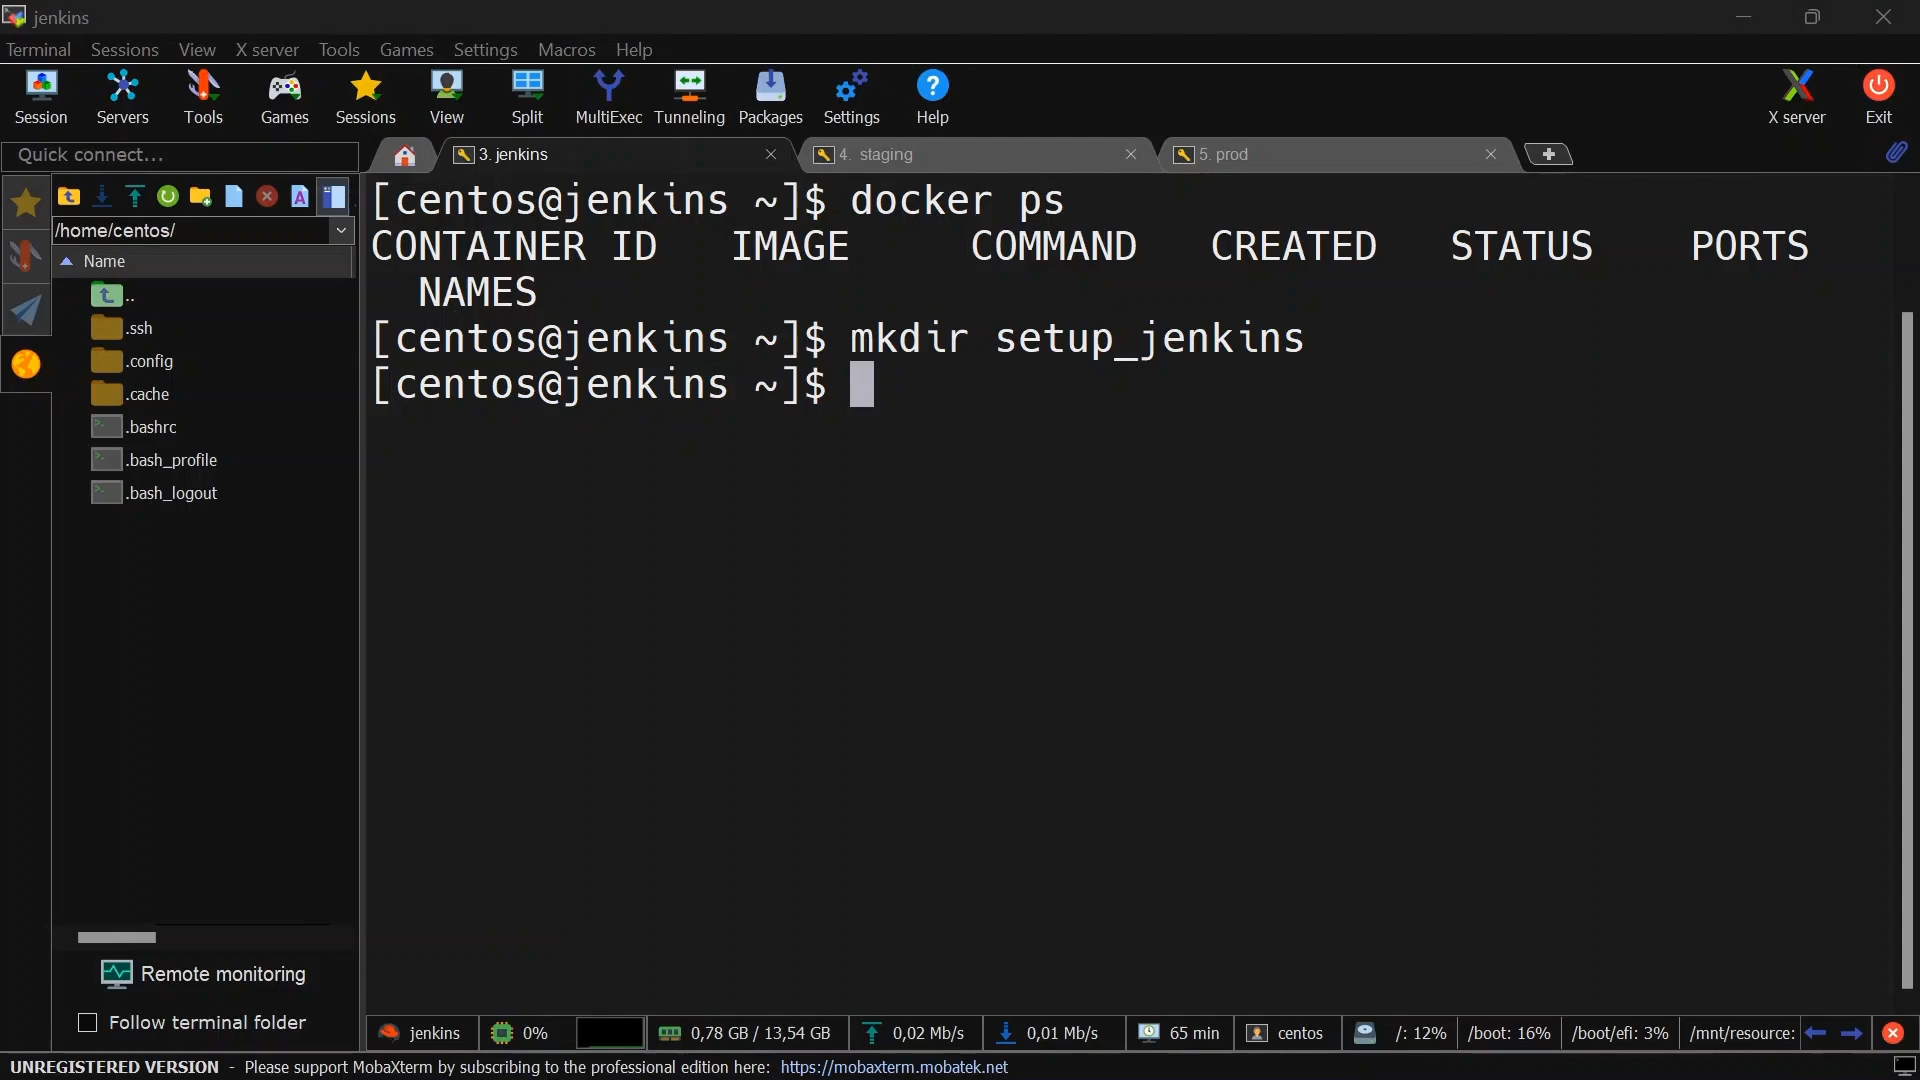 jenkins
Terminal Sessions View X server Tools Games Settings Macros Help
Session Servers Tools Games Sessions View Split MultiExec Tunneling Packages Settings Help X server Exit
Quick connect... 3. jenkins 4. staging 5. prod
/home/centos/
Name
..
.ssh
.config
.cache
.bashrc
.bash_profile
.bash_logout
Remote monitoring
Follow terminal folder
[centos@jenkins ~]$ docker ps
CONTAINER ID IMAGE COMMAND CREATED STATUS PORTS
NAMES
[centos@jenkins ~]$ mkdir setup_jenkins
[centos@jenkins ~]$
jenkins 0% 0,78 GB / 13,54 GB 0,02 Mb/s 0,01 Mb/s 65 min centos /: 12% /boot: 16% /boot/efi: 3% /mnt/resource:
UNREGISTERED VERSION - Please support MobaXterm by subscribing to the professional edition here: https://mobaxterm.mobatek.net